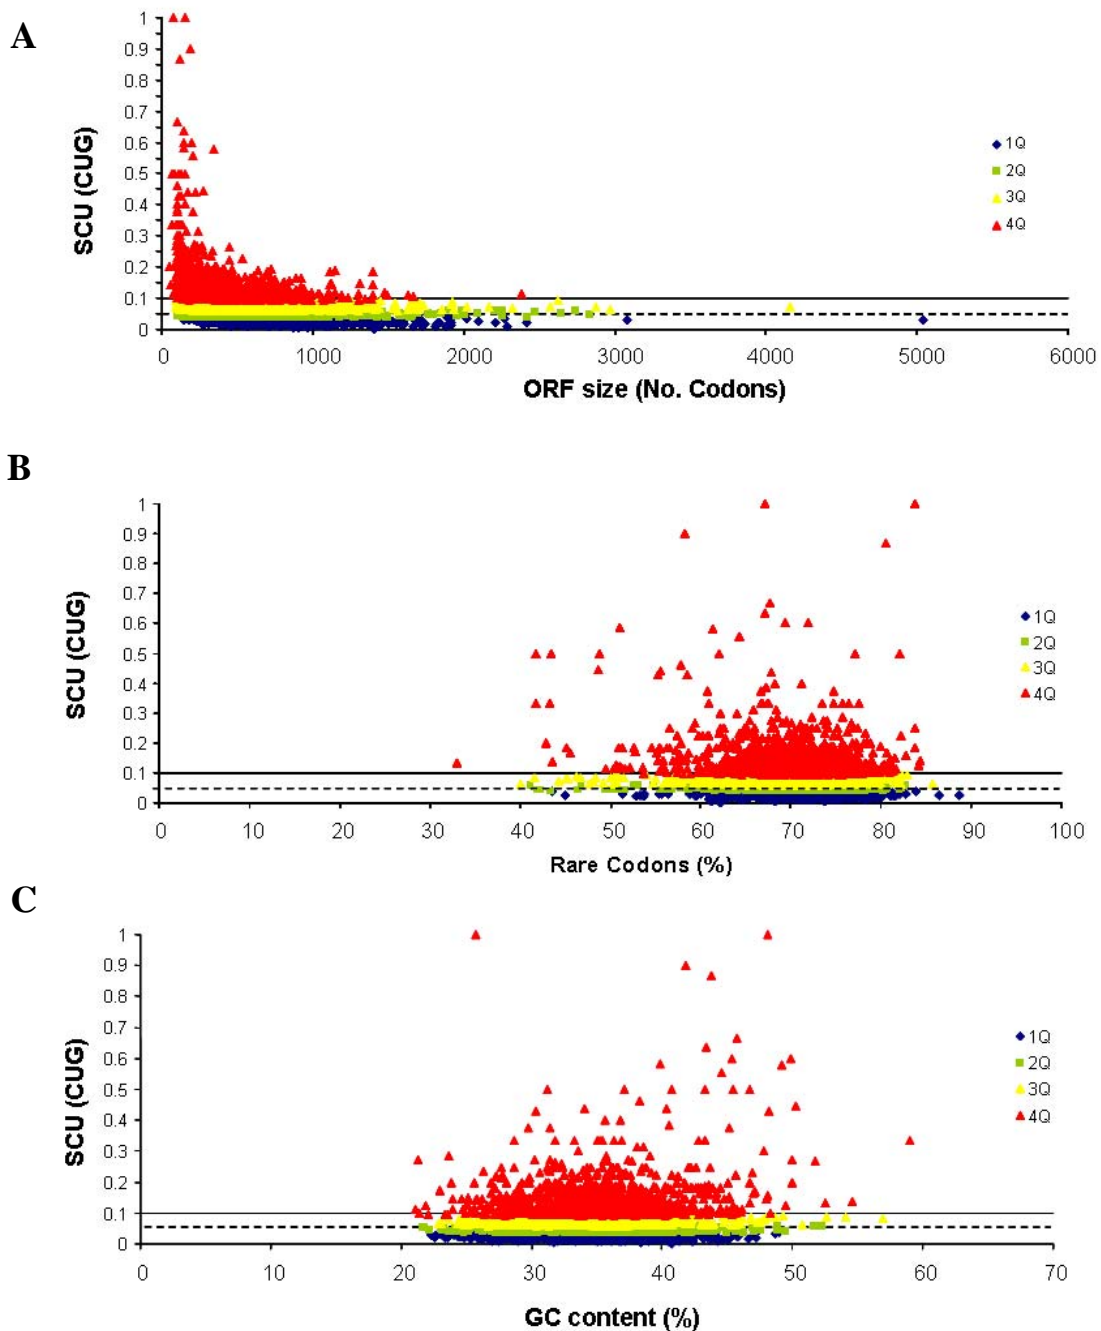 A
SCU (CUG)
1
0.9
0.8
0.7
0.6
0.5
0.4
0.3
0.2
0.1
0
0 1000 2000 3000 4000 5000 6000
ORF size (No. Codons)
1Q
2Q
3Q
4Q
B
SCU (CUG)
1
0.9
0.8
0.7
0.6
0.5
0.4
0.3
0.2
0.1
0
0 10 20 30 40 50 60 70 80 90 100
Rare Codons (%)
1Q
2Q
3Q
4Q
C
SCU (CUG)
1
0.9
0.8
0.7
0.6
0.5
0.4
0.3
0.2
0.1
0
0 10 20 30 40 50 60 70
GC content (%)
1Q
2Q
3Q
4Q